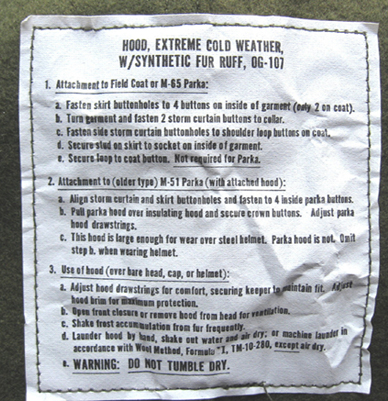 HOOD, EXTREME COLD WEATHER,
W/SYNTHETIC FUR RUFF, OG-107
1. Attachment to Field Coat or M-65 Parka:
a. Fasten skirt buttonholes to 4 buttons on inside of garment (only 2 on coat).
b. Turn garment and fasten 2 storm curtain buttons to collar.
c. Fasten side storm curtain buttonholes to shoulder loop buttons on coat.
d. Secure stud on skirt to socket on inside of garment.
e. Secure loop to coat button. Not required for Parka.
2. Attachment to (older type) M-51 Parka (with attached hood):
a. Align storm curtain and skirt buttonholes and fasten to 4 inside parka buttons.
b. Pull parka hood over insulating hood and secure crown buttons. Adjust parka
hood drawstrings.
c. This hood is large enough for wear over steel helmet. Parka hood is not. Omit
step b. when wearing helmet.
3. Use of hood (over bare head, cap, or helmet):
a. Adjust hood drawstrings for comfort, securing keeper to maintain fit. Adjust
hood brim for maximum protection.
b. Open front closure or remove hood from head for ventilation.
c. Shake frost accumulation from fur frequently.
d. Launder hood by hand, shake out water and air dry; or machine launder in
accordance with Wool Method, Formula I, TM-10-280, except air dry.
e. WARNING: DO NOT TUMBLE DRY.